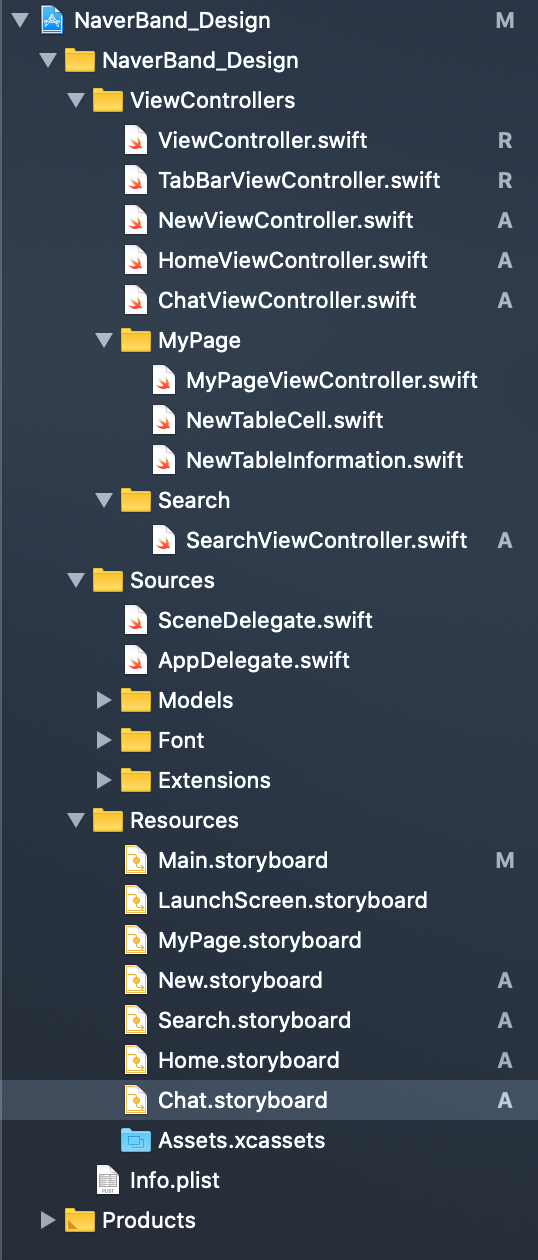 NaverBand_Design M
NaverBand_Design
ViewControllers
ViewController.swift R
TabBarViewController.swift R
NewViewController.swift A
HomeViewController.swift A
ChatViewController.swift A
MyPage
MyPageViewController.swift
NewTableCell.swift
NewTableInformation.swift
Search
SearchViewController.swift A
Sources
SceneDelegate.swift
AppDelegate.swift
Models
Font
Extensions
Resources
Main.storyboard M
LaunchScreen.storyboard
MyPage.storyboard
New.storyboard A
Search.storyboard A
Home.storyboard A
Chat.storyboard A
Assets.xcassets
Info.plist
Products